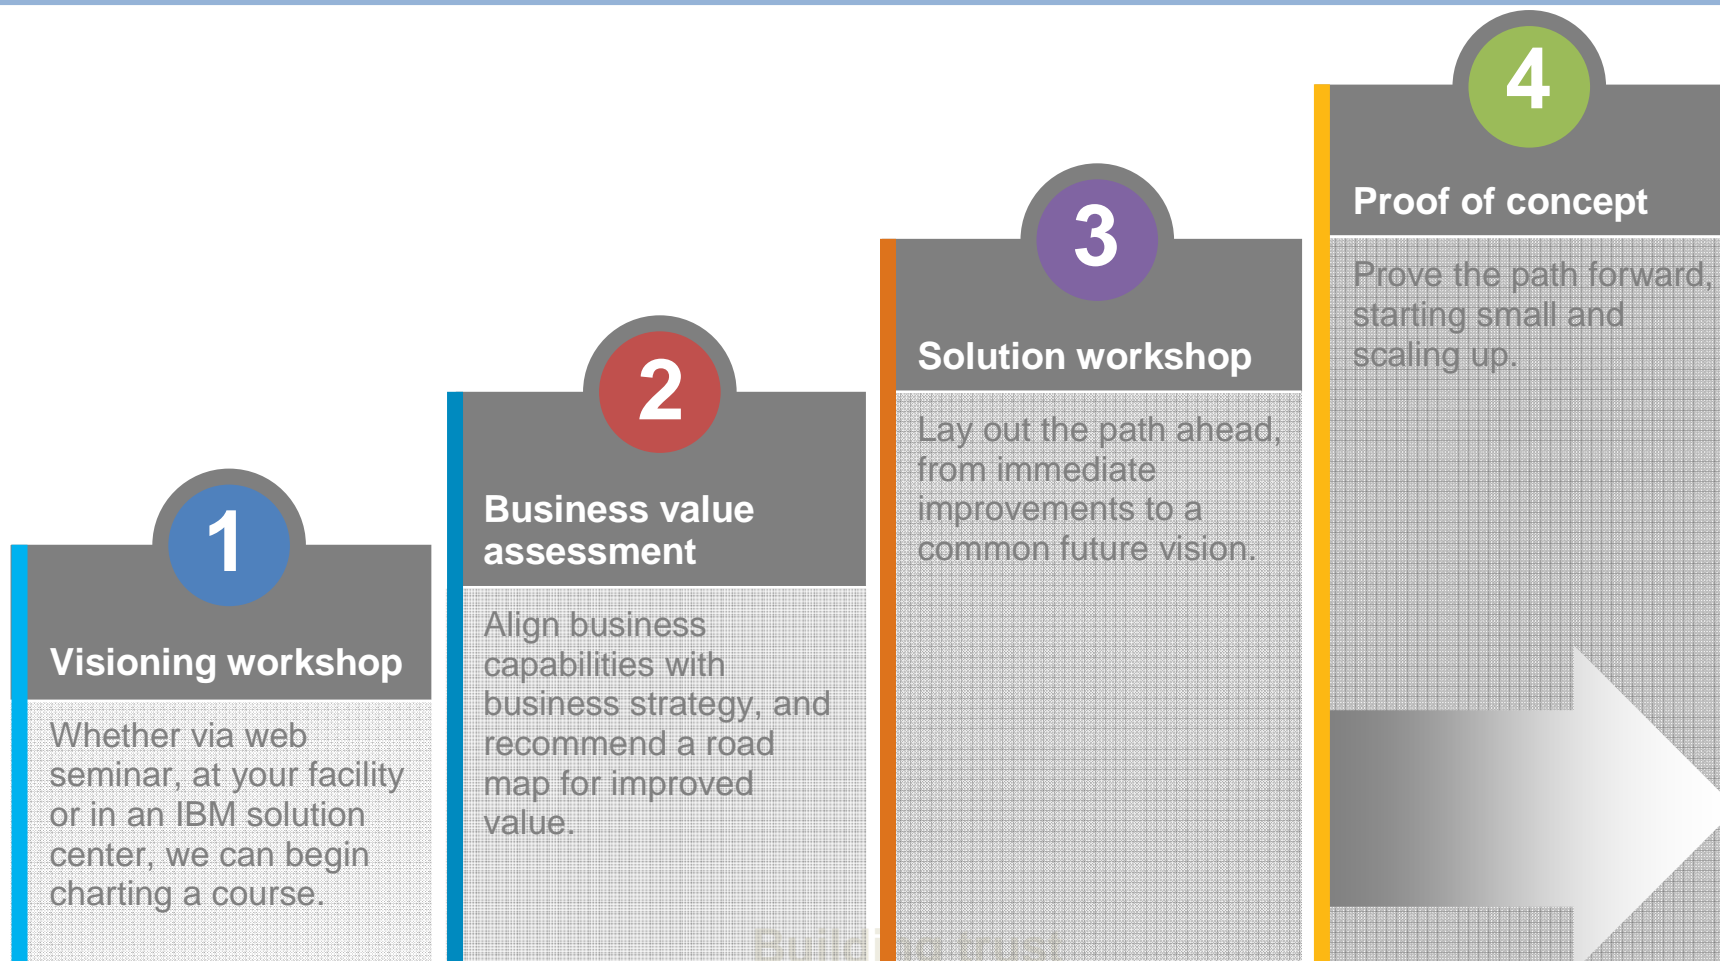 1
Visioning workshop
Whether via web
seminar, at your facility
or in an IBM solution
center, we can begin
charting a course.
2
Business value
assessment
Align business
capabilities with
business strategy, and
recommend a road
map for improved
value.
3
Solution workshop
Lay out the path ahead,
from immediate
improvements to a
common future vision.
4
Proof of concept
Prove the path forward,
starting small and
scaling up.
Building trust